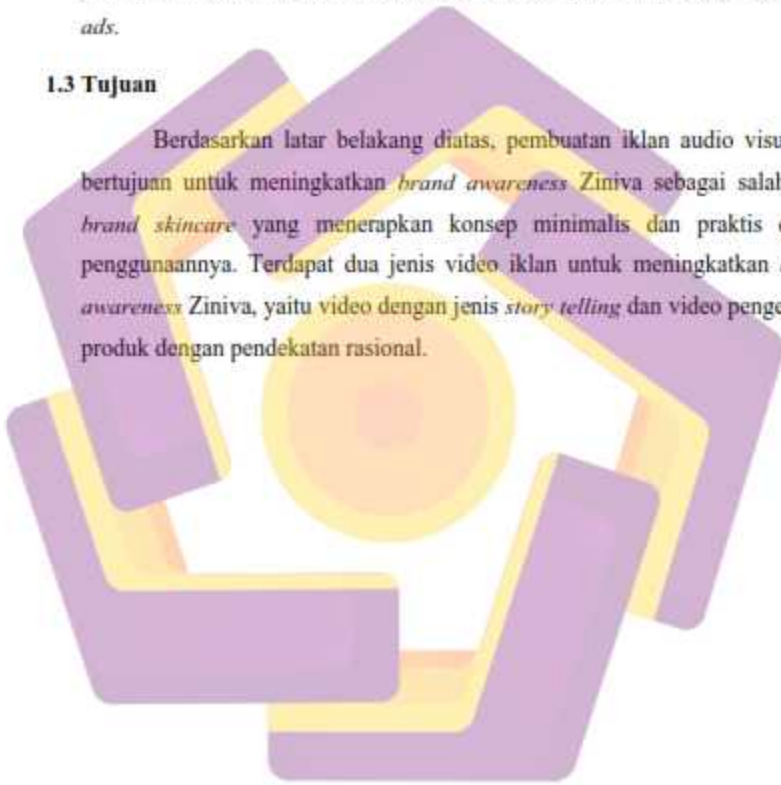 ads.
1.3 Tujuan
Berdasarkan latar belakang diatas, pembuatan iklan audio visu
bertujuan untuk meningkatkan brand awareness Ziniva sebagai salah
brand skincare yang menerapkan konsep minimalis dan praktis
penggunaannya. Terdapat dua jenis video iklan untuk meningkatkan
awareness Ziniva, yaitu video dengan jenis story telling dan video penge
produk dengan pendekatan rasional.